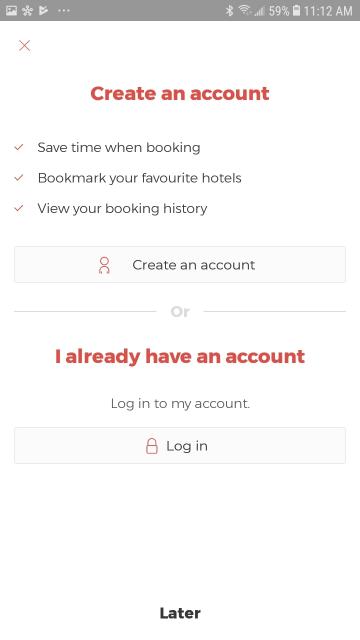 59% 11:12 AM
Create an account
Save time when booking
Bookmark your favourite hotels
View your booking history
Create an account
Or
I already have an account
Log in to my account.
Log in
Later